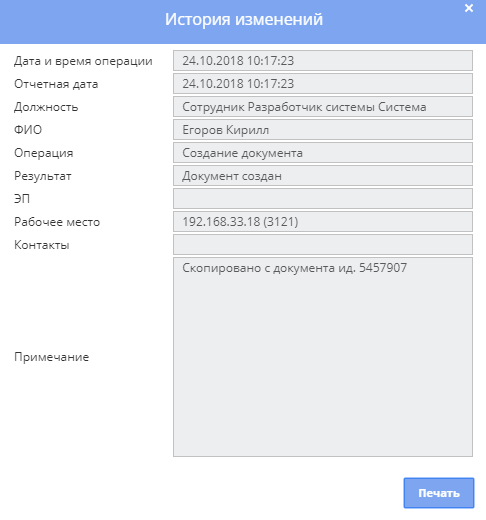 История изменений
Дата и время операции 24.10.2018 10:17:23
Отчетная дата 24.10.2018 10:17:23
Должность Сотрудник Разработчик системы Система
ФИО Егоров Кирилл
Операция Создание документа
Результат Документ создан
ЭП
Рабочее место 192.168.33.18 (3121)
Контакты
Скопировано с документа ид. 5457907
Примечание
Печать